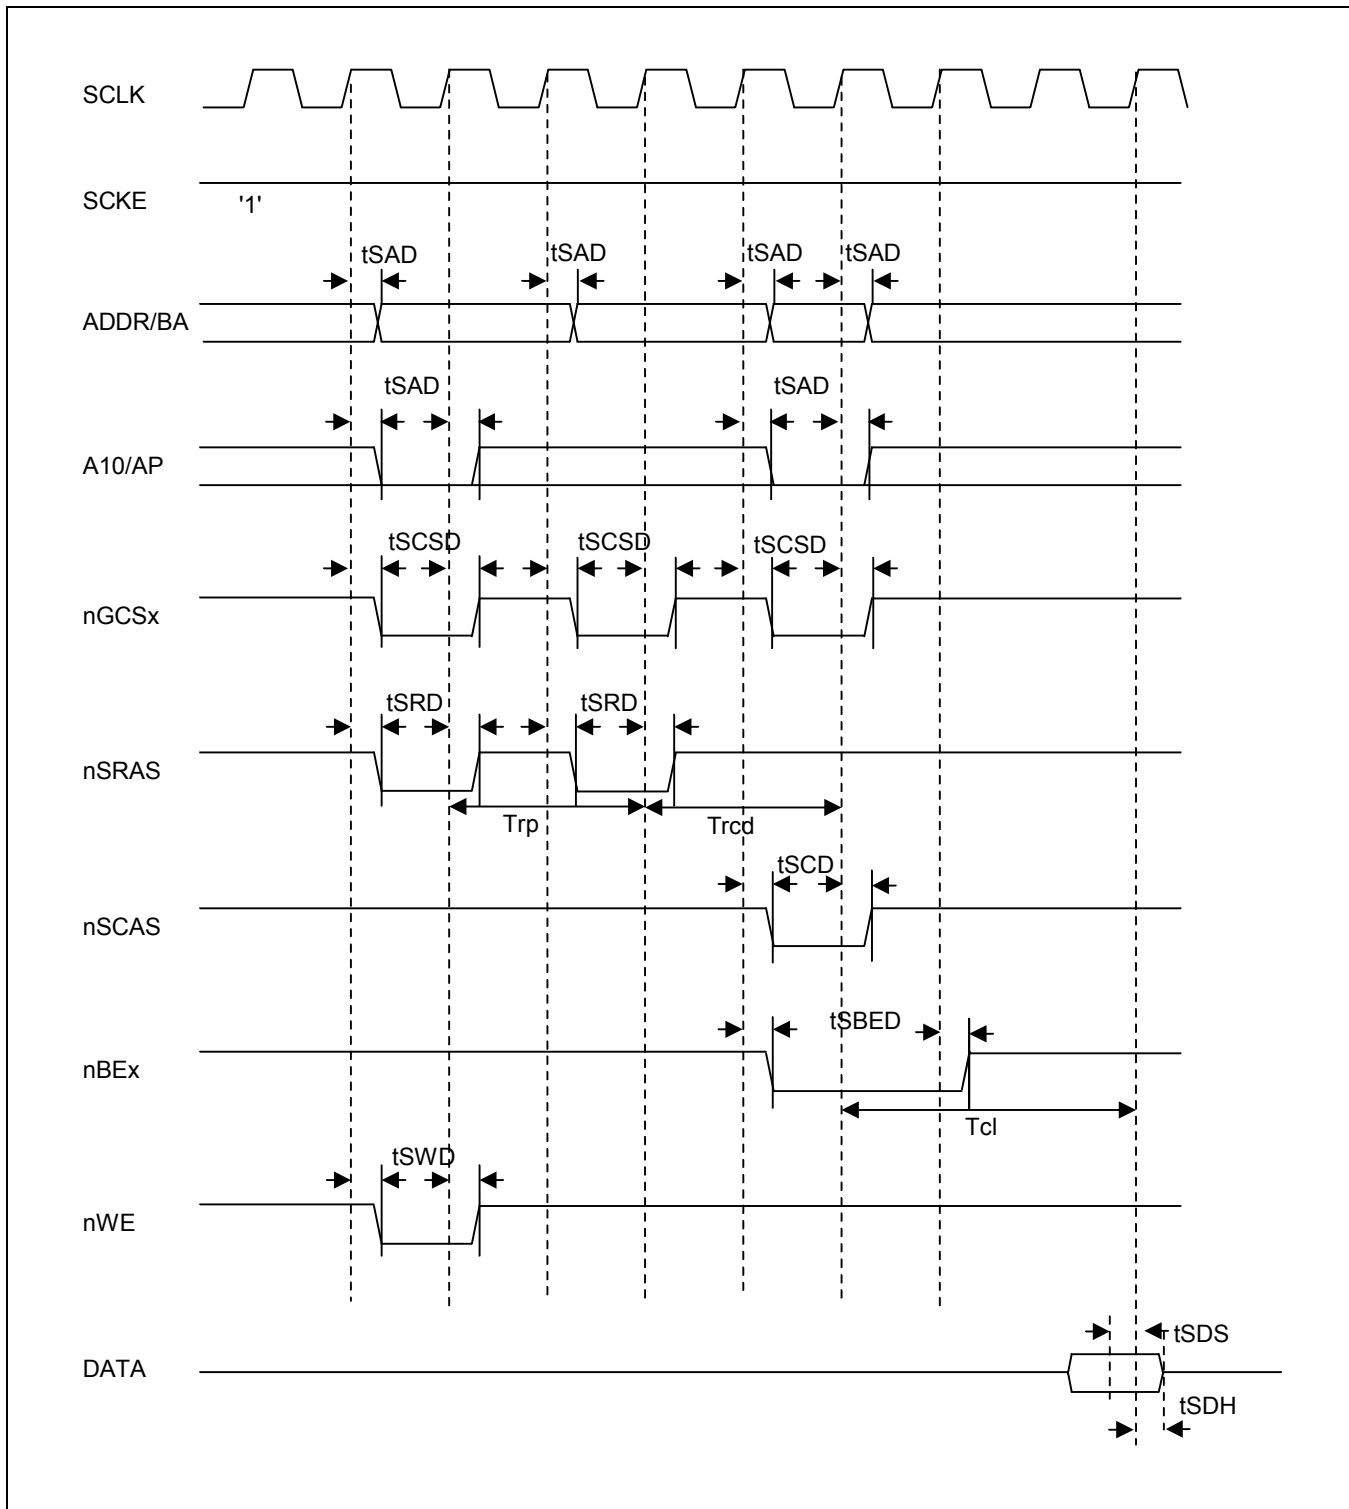 SCLK
SCKE
'1'
tSAD tSAD tSAD tSAD
ADDR/BA
tSAD tSAD
A10/AP
tSCSD tSCSD tSCSD
nGCSx
tSRD tSRD
nSRAS
Trp Trcd
tSCD
nSCAS
tSBED
nBEx
Tcl
tSWD
nWE
tSDS
DATA
tSDH